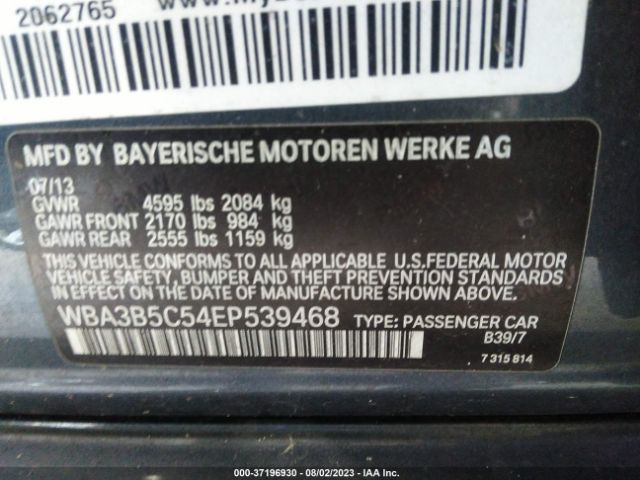 2062765
MFD BY BAYERISCHE MOTOREN WERKE AG
07/13
GVWR 4595 lbs 2084 kg
GAWR FRONT 2170 lbs 984 kg
GAWR REAR 2555 lbs 1159 kg
THIS VEHICLE CONFORMS TO ALL APPLICABLE U.S.FEDERAL MOTOR
VEHICLE SAFETY, BUMPER AND THEFT PREVENTION STANDARDS
IN EFFECT ON THE DATE OF MANUFACTURE SHOWN ABOVE.
WBA3B5C54EP539468 TYPE: PASSENGER CAR
B39/7
7 315 814
000-37196930 - 08/02/2023 - IAA Inc.